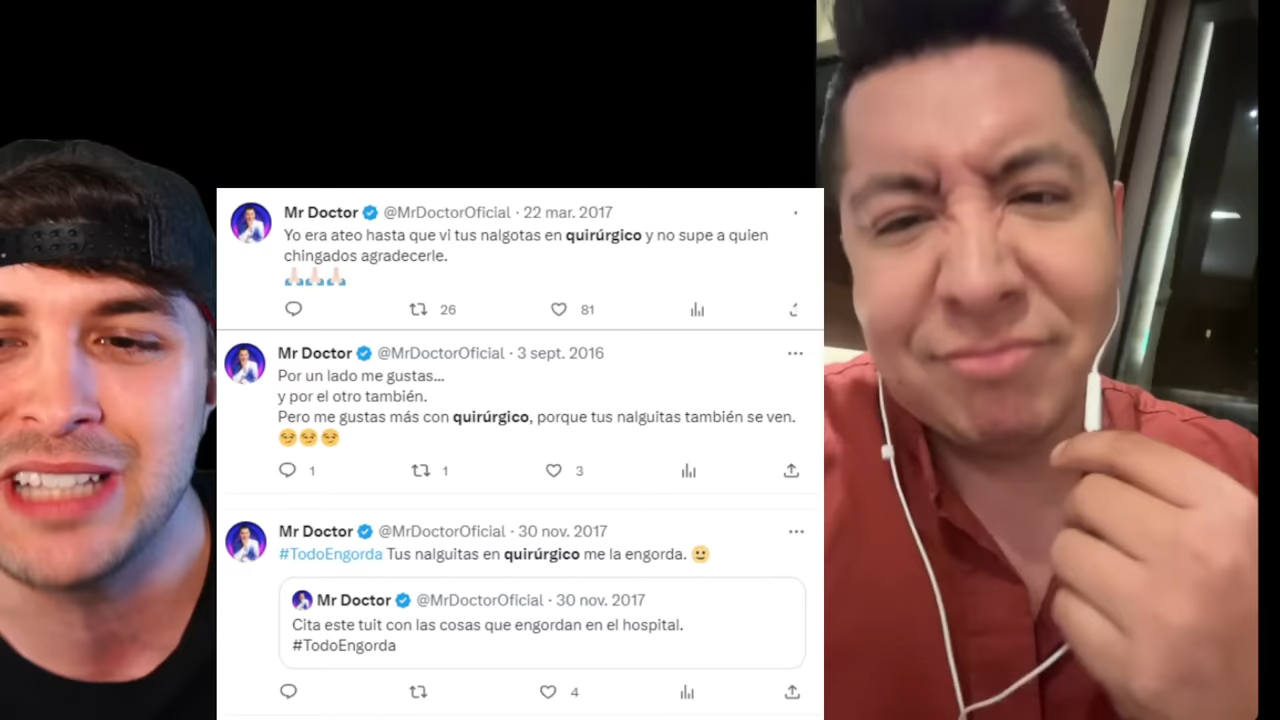 Mr Doctor @MrDoctorOficial · 22 mar. 2017
Yo era ateo hasta que vi tus nalgotas en quirúrgico y no supe a quien
chingados agradecerle.
🙏🏻🙏🏻🙏🏻
26 81
Mr Doctor @MrDoctorOficial · 3 sept. 2016
Por un lado me gustas...
y por el otro también.
Pero me gustas más con quirúrgico, porque tus nalguitas también se ven.
😏😏😏
1 1 3
Mr Doctor @MrDoctorOficial · 30 nov. 2017
#TodoEngorda Tus nalguitas en quirúrgico me la engorda. 🙂
Mr Doctor @MrDoctorOficial · 30 nov. 2017
Cita este tuit con las cosas que engordan en el hospital.
#TodoEngorda
4